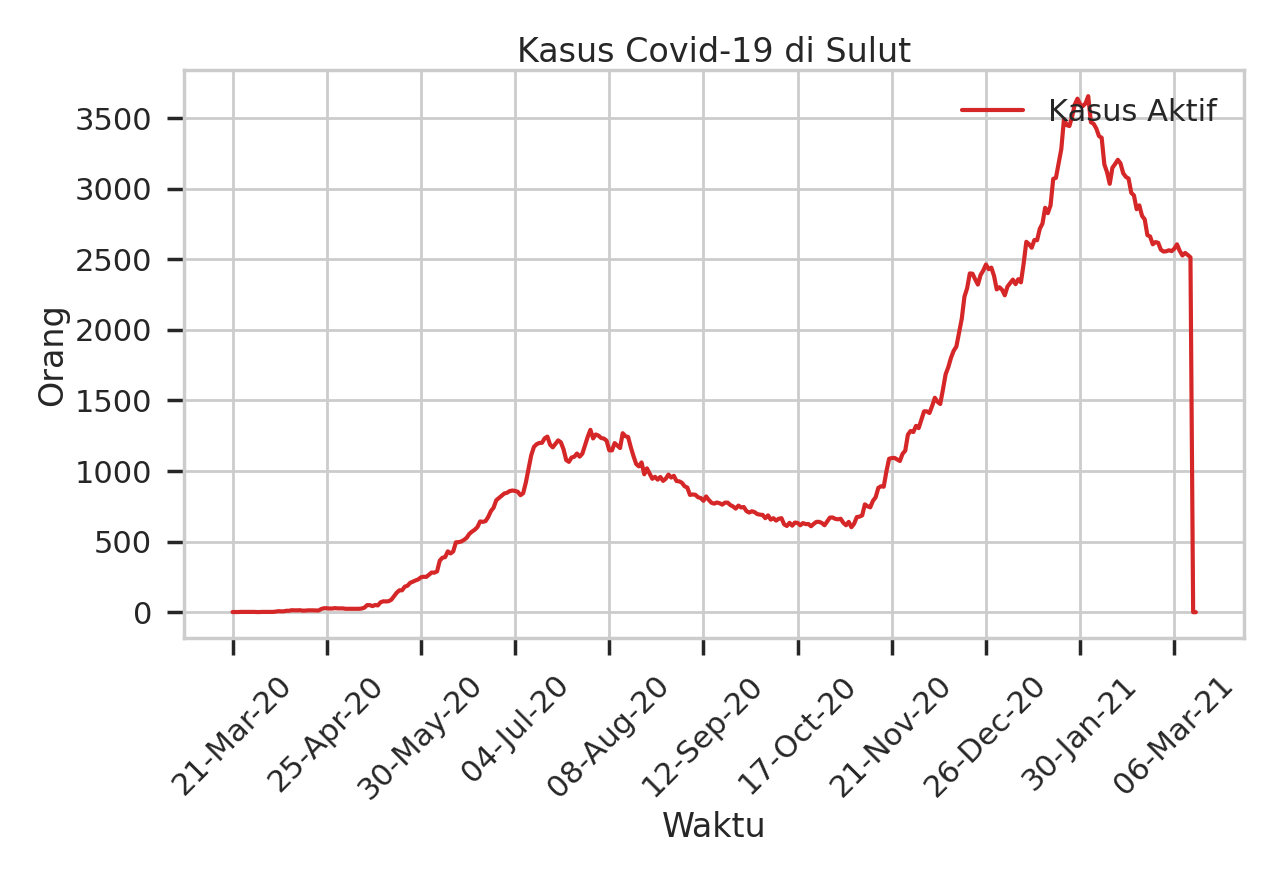 Kasus Covid-19 di Sulut
Kasus Aktif
Orang
3500
3000
2500
2000
1500
1000
500
0
21-Mar-20
25-Apr-20
30-May-20
04-Jul-20
08-Aug-20
12-Sep-20
17-Oct-20
21-Nov-20
26-Dec-20
30-Jan-21
06-Mar-21
Waktu